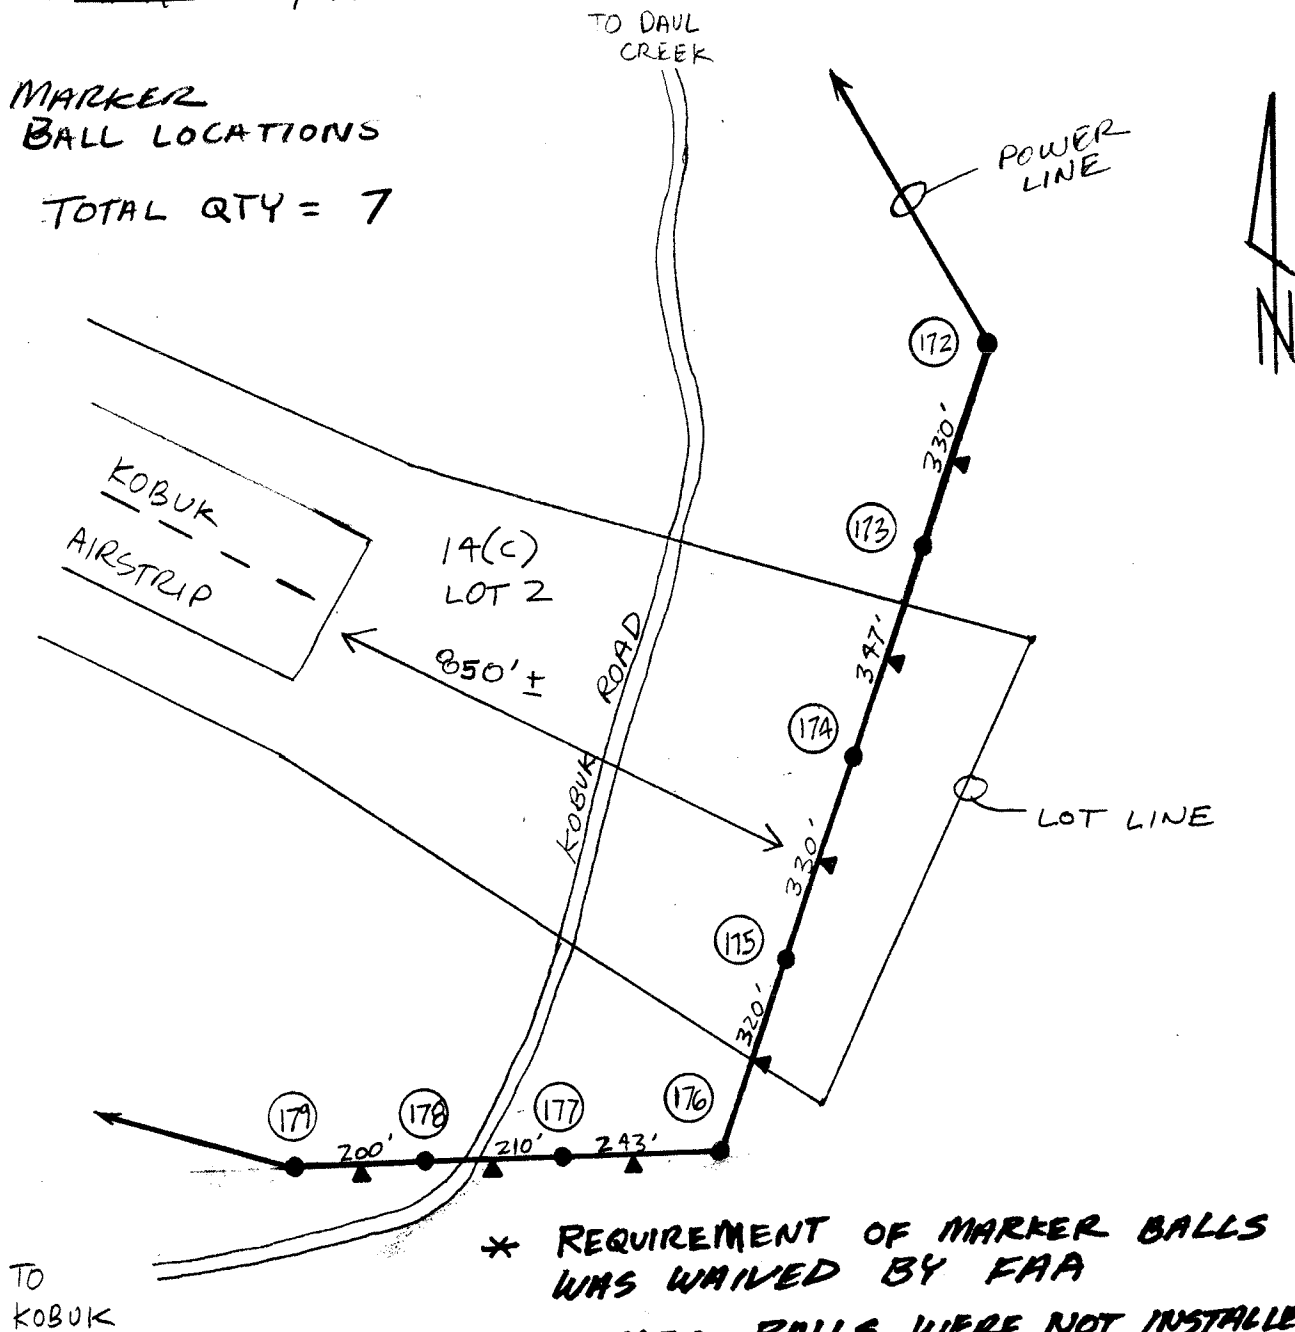 TO DAUL
CREEK
MARKER
BALL LOCATIONS
TOTAL QTY = 7
POWER
LINE
N
172
330'
173
KOBUK
AIRSTRIP
14(C)
LOT 2
850' ±
347'
174
KOBUK ROAD
330'
LOT LINE
175
320'
179
200'
178
210'
177
243'
176
* REQUIREMENT OF MARKER BALLS
WAS WAIVED BY FAA
BALLS WERE NOT INSTALLE
TO
KOBUK